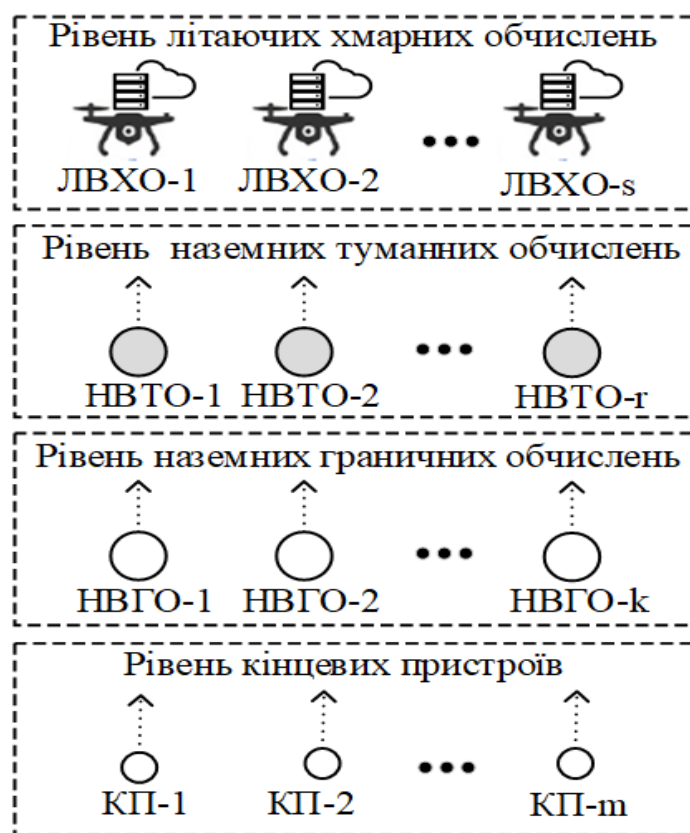 Рівень літаючих хмарних обчислень
ЛВХО-1 ЛВХО-2 ЛВХО-s
Рівень наземних туманних обчислень
НВТО-1 НВТО-2 НВТО-r
Рівень наземних граничних обчислень
НВГО-1 НВГО-2 НВГО-k
Рівень кінцевих пристроїв
КП-1 КП-2 КП-m